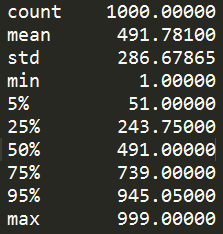 count 1000.00000
mean 491.78100
std 286.67865
min 1.00000
5% 51.00000
25% 243.75000
50% 491.00000
75% 739.00000
95% 945.05000
max 999.00000